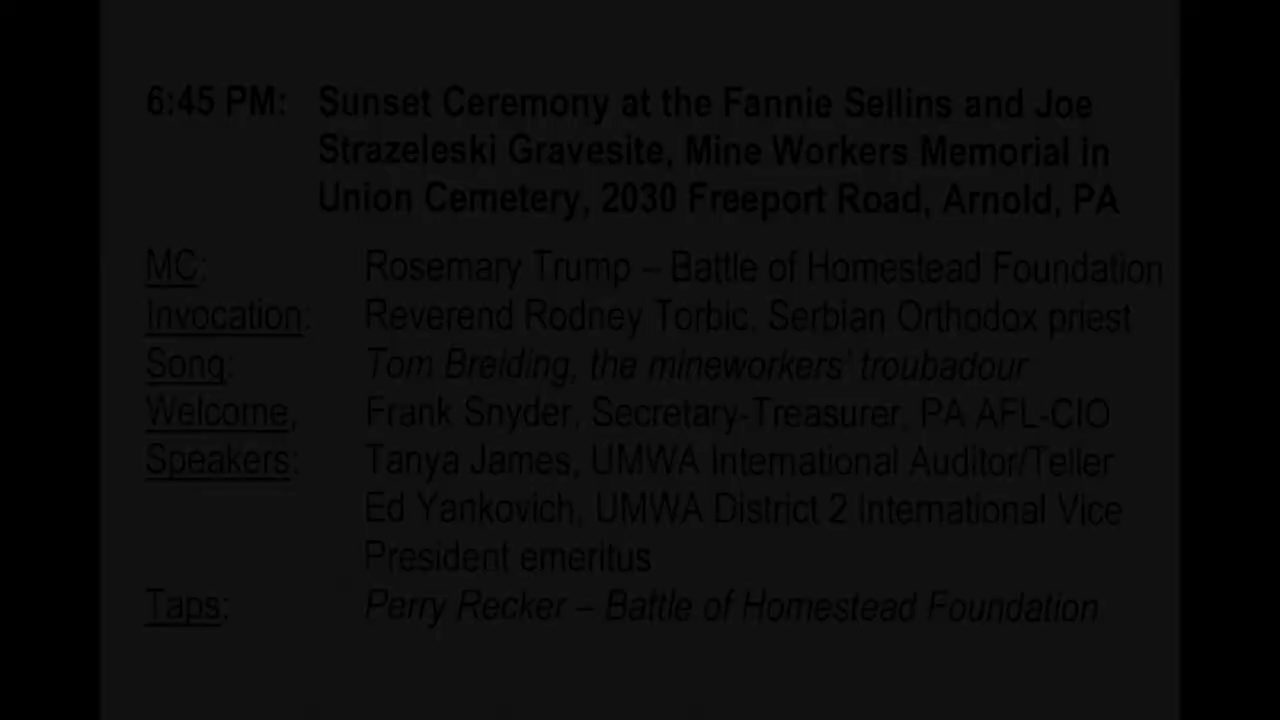 6:45 PM: Sunset Ceremony at the Fannie Sellins and Joe
Strazeleski Gravesite, Mine Workers Memorial in
Union Cemetery, 2030 Freeport Road, Arnold, PA
MC: Rosemary Trump – Battle of Homestead Foundation
Invocation: Reverend Rodney Torbic, Serbian Orthodox priest
Song: Tom Breiding, the mineworkers' troubadour
Welcome, Frank Snyder, Secretary-Treasurer, PA AFL-CIO
Speakers: Tanya James, UMWA International Auditor/Teller
Ed Yankovich, UMWA District 2 International Vice
President emeritus
Taps: Perry Recker – Battle of Homestead Foundation